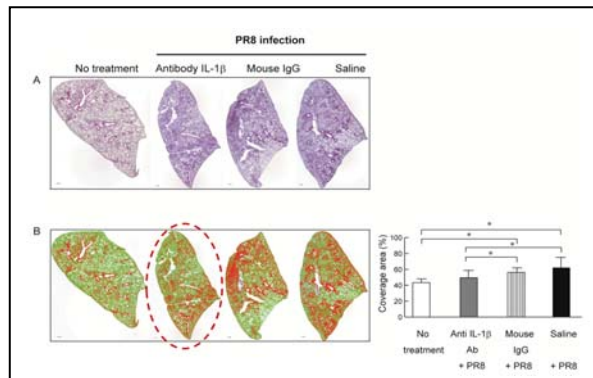 PR8 infection
No treatment Antibody IL-1β Mouse IgG Saline
A
B
Coverage area (%)
100
80
60
40
20
0
* 
*
*
*
No Anti IL-1β Mouse Saline
treatment Ab IgG
+ PR8 + PR8 + PR8